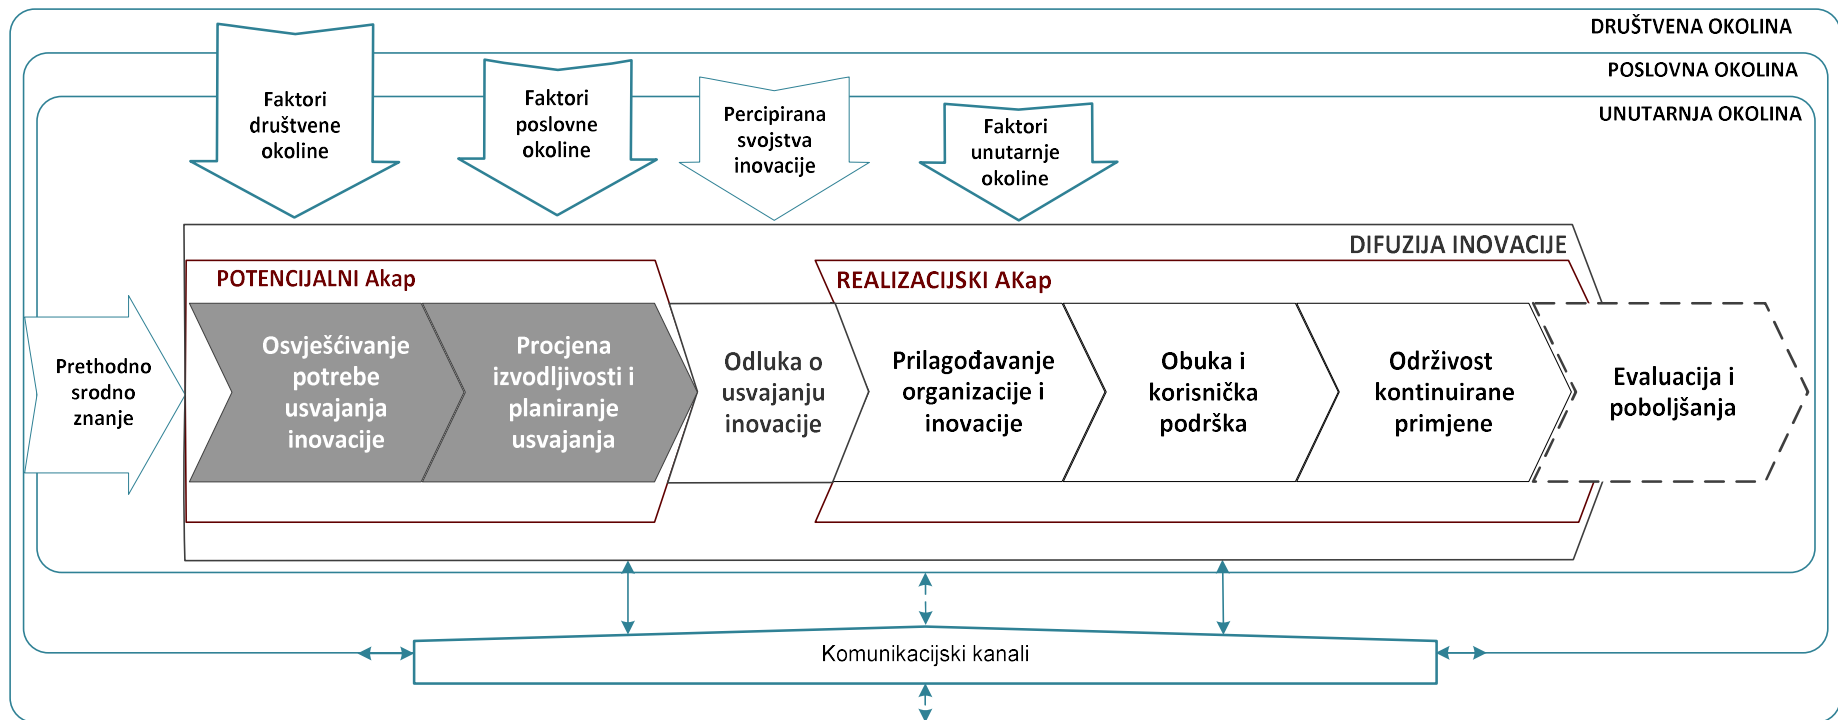 DRUŠTVENA OKOLINA
POSLOVNA OKOLINA
UNUTARNJA OKOLINA
Faktori
društvene
okoline
Faktori
poslovne
okoline
Percipirana
svojstva
inovacije
Faktori
unutarnje
okoline
DIFUZIJA INOVACIJE
POTENCIJALNI Akap
REALIZACIJSKI AKap
Prethodno
srodno
znanje
Osvješćivanje
potrebe
usvajanja
inovacije
Procjena
izvodljivosti i
planiranje
usvajanja
Odluka o
usvajanju
inovacije
Prilagođavanje
organizacije i
inovacije
Obuka i
korisnička
podrška
Održivost
kontinuirane
primjene
Evaluacija i
poboljšanja
Komunikacijski kanali